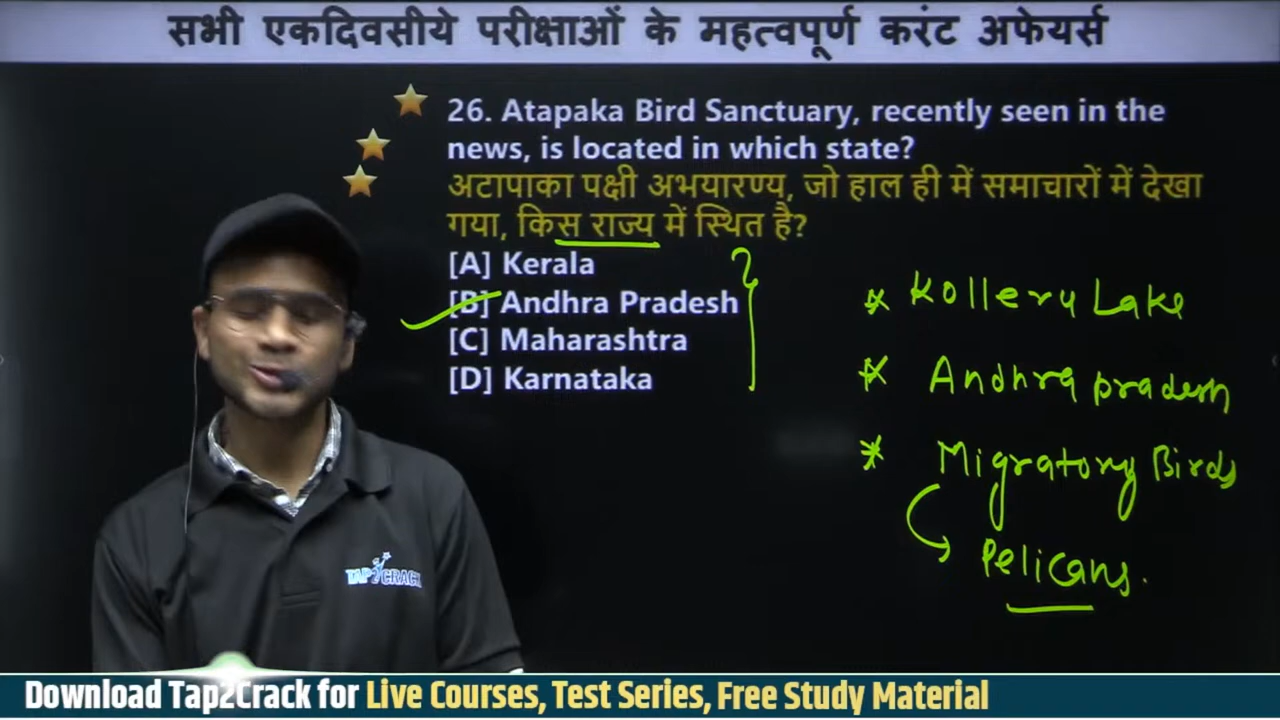 सभी एकदिवसीये परीक्षाओं के महत्वपूर्ण करंट अफेयर्स
26. Atapaka Bird Sanctuary, recently seen in the
news, is located in which state?
अटापाका पक्षी अभयारण्य, जो हाल ही में समाचारों में देखा
गया, किस राज्य में स्थित है?
[A] Kerala
[B] Andhra Pradesh
[C] Maharashtra
[D] Karnataka
* Kolleru Lake
* Andhra pradesh
* Migratory Birds
Pelicans.
TAP2CRACK
Download Tap2Crack for Live Courses, Test Series, Free Study Material